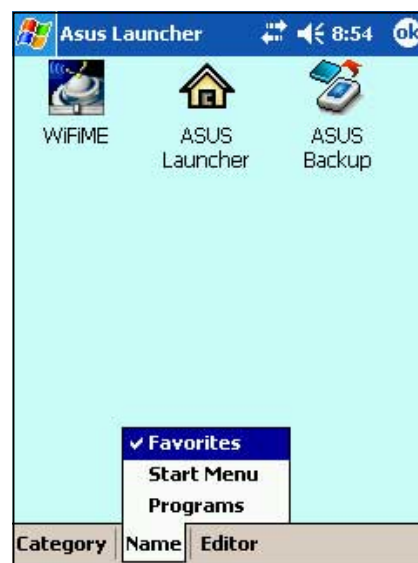 Asus Launcher 8:54 ok
WiFiME ASUS Launcher ASUS Backup
Favorites
Start Menu
Programs
Category Name Editor